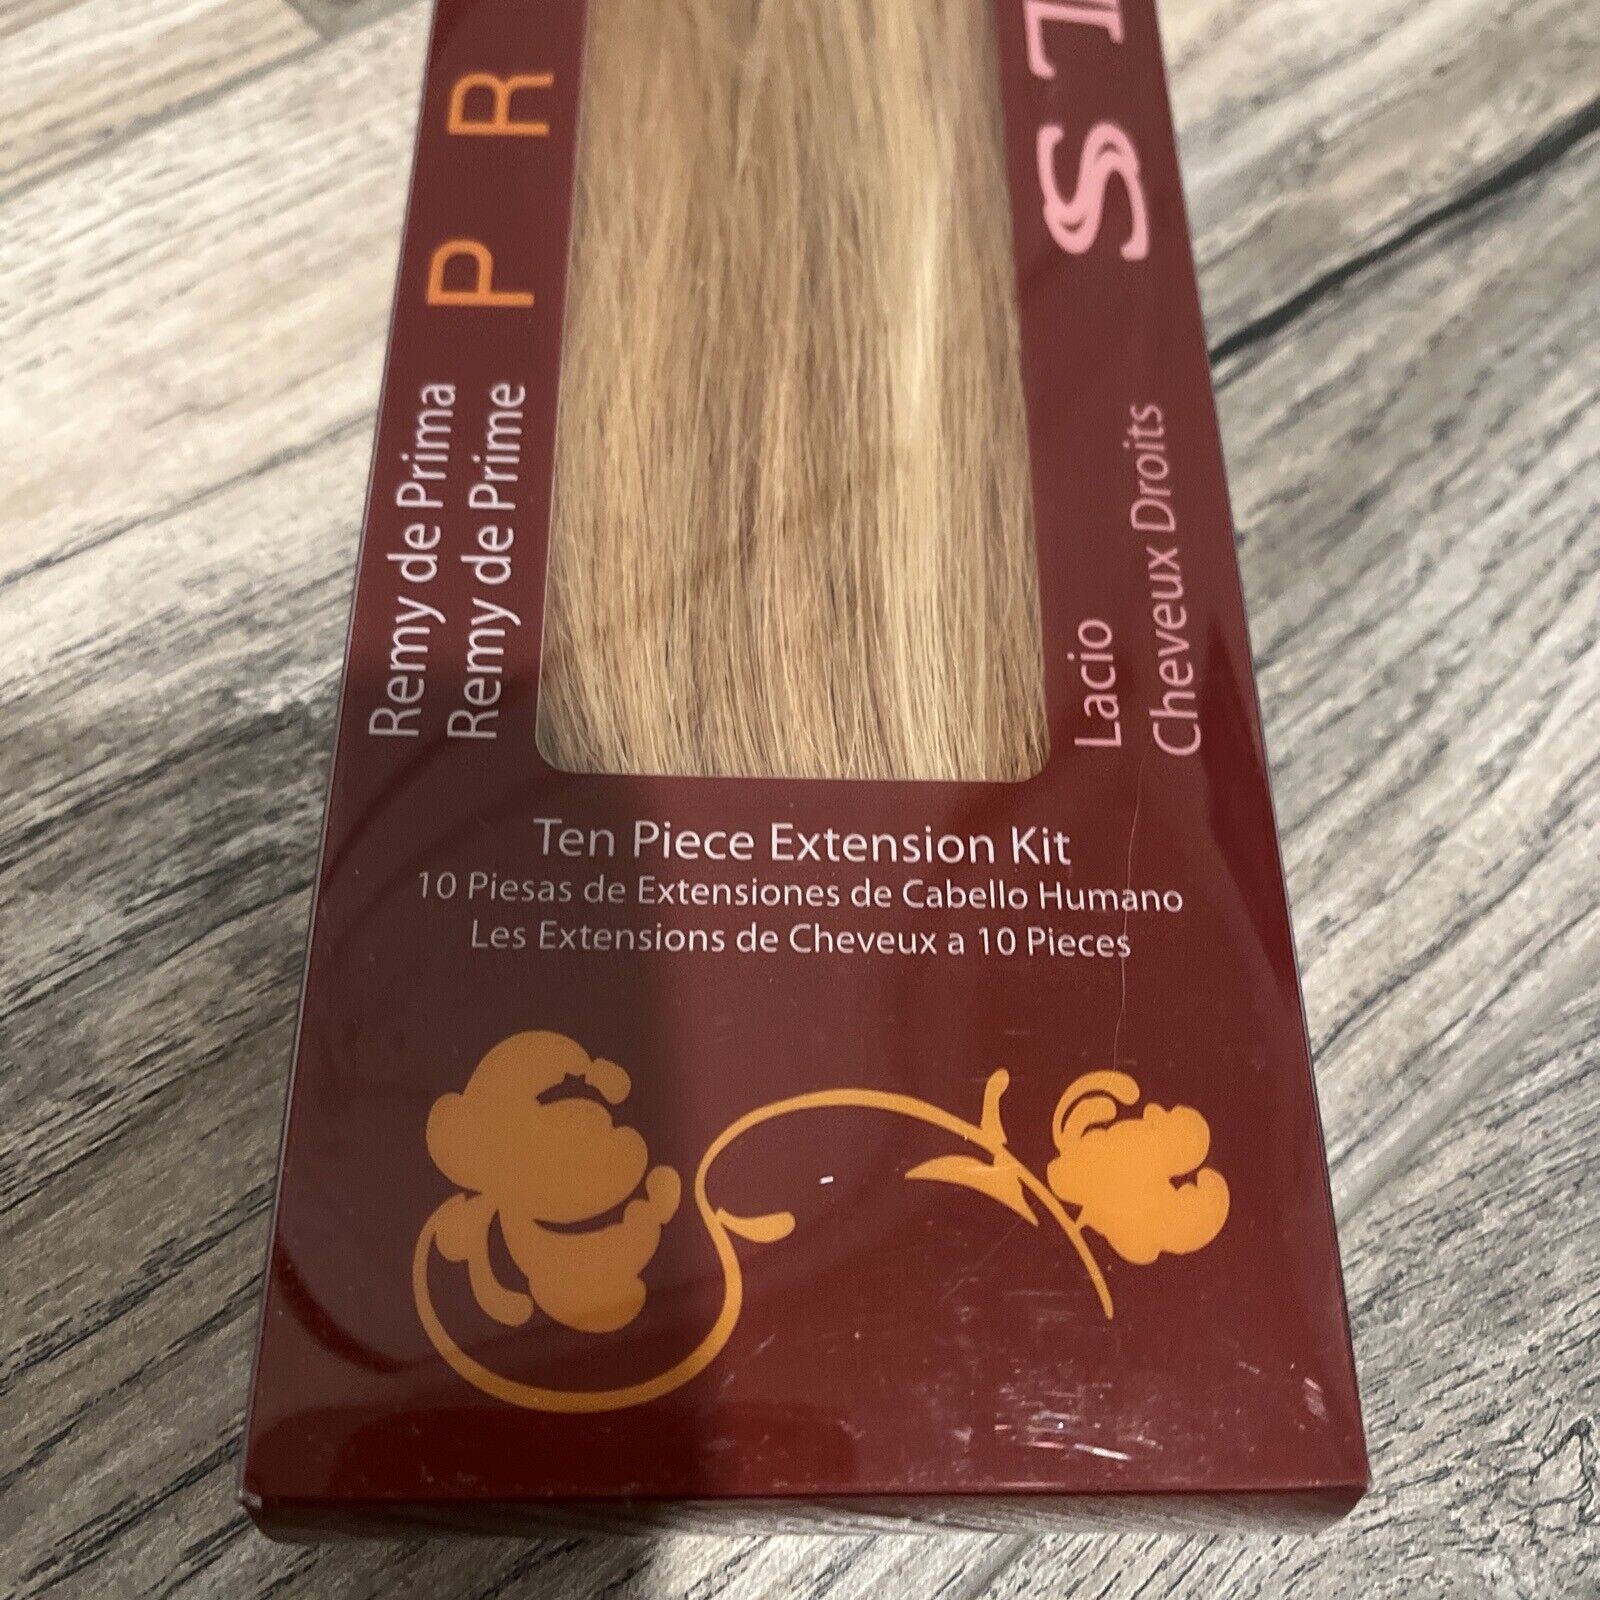 P R
Remy de Prima
Remy de Prime
Lacio
Cheveux Droits
Ten Piece Extension Kit
10 Piesas de Extensiones de Cabello Humano
Les Extensions de Cheveux a 10 Pieces